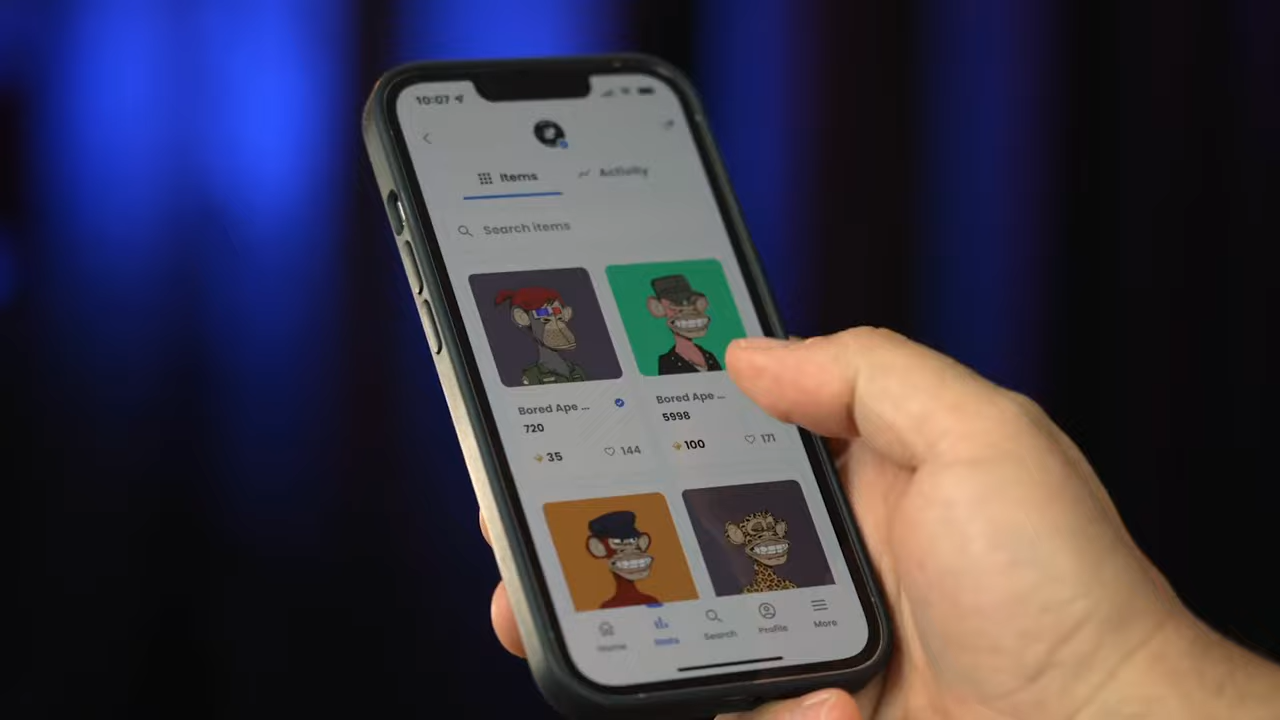 10:07
Items
Activity
Search items
Bored Ape ...
720
35
144
Bored Ape ...
5998
100
171
Home
Stats
Search
Profile
More